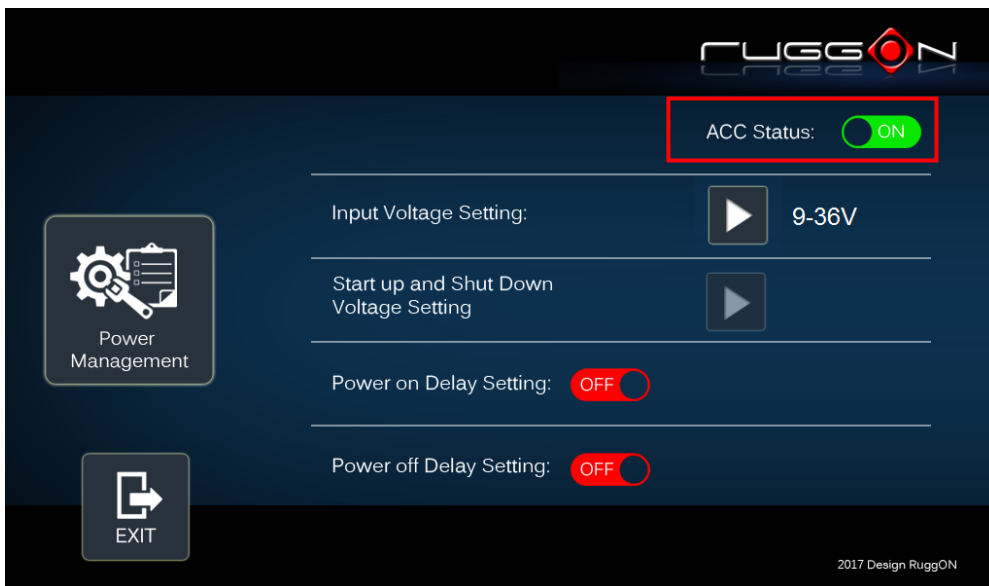 ruggON
ACC Status: ON
Input Voltage Setting: 9-36V
Start up and Shut Down
Voltage Setting
Power
Management
Power on Delay Setting: OFF
Power off Delay Setting: OFF
EXIT
2017 Design RuggON